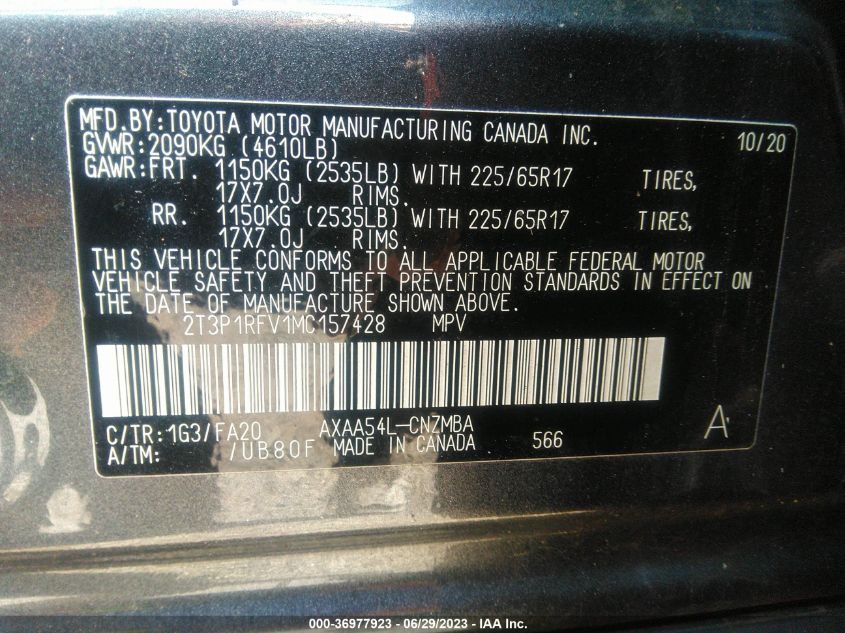 MFD.BY:TOYOTA MOTOR MANUFACTURING CANADA INC. 10/20
GVWR:2090KG (4610LB)
GAWR:FRT. 1150KG (2535LB) WITH 225/65R17 TIRES,
17X7.0J RIMS.
RR. 1150KG (2535LB) WITH 225/65R17 TIRES,
17X7.0J RIMS.
THIS VEHICLE CONFORMS TO ALL APPLICABLE FEDERAL MOTOR
VEHICLE SAFETY AND THEFT PREVENTION STANDARDS IN EFFECT ON
THE DATE OF MANUFACTURE SHOWN ABOVE.
2T3P1RFV1MC157428 MPV
C/TR:1G3/FA20 AXAA54L-CNZMBA
A/TM: /UB80F MADE IN CANADA 566 A
000-36977923 / 06/29/2023 - IAA Inc.